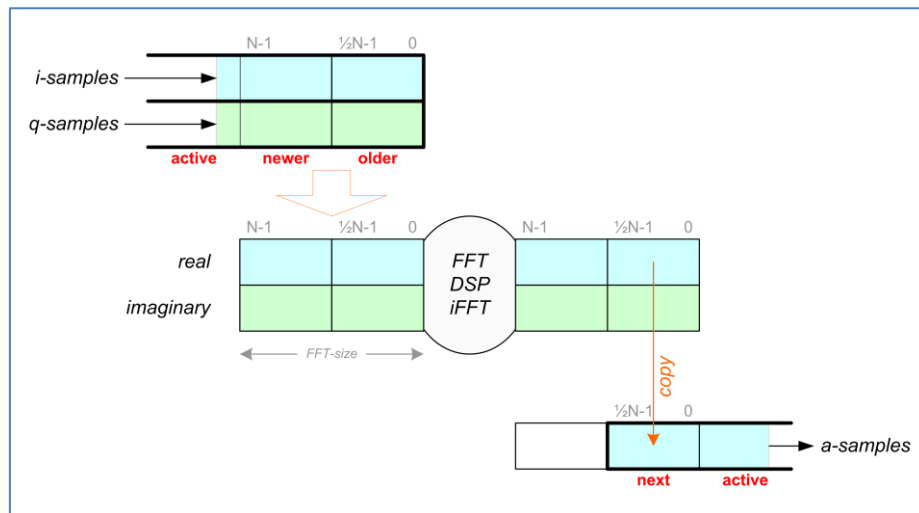 N-1 ½N-1 0
i-samples
q-samples
active newer older
N-1 ½N-1 0 N-1 ½N-1 0
real
imaginary
FFT
DSP
iFFT
FFT-size
copy
½N-1 0
a-samples
next active